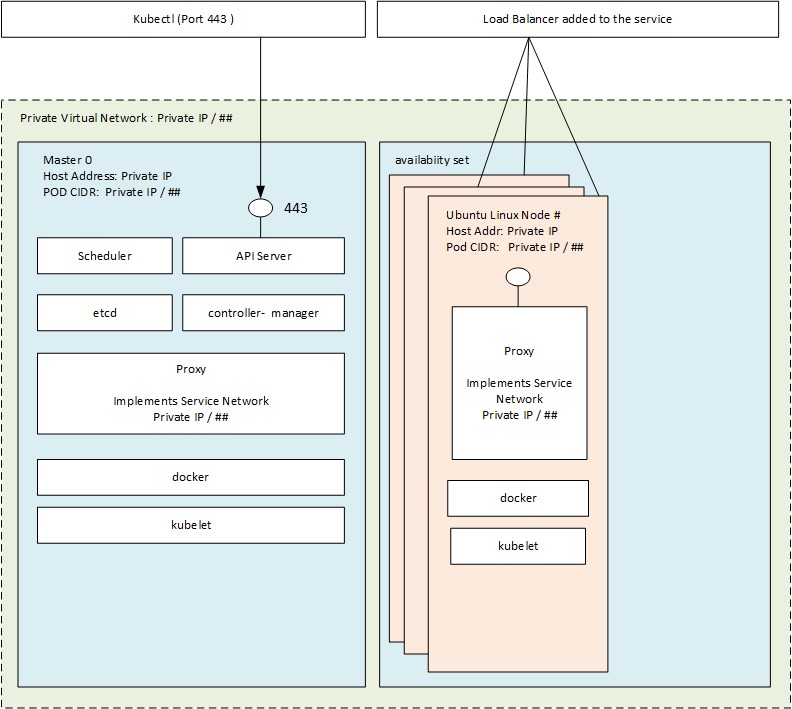 Kubectl (Port 443 )
Load Balancer added to the service
Private Virtual Network : Private IP / ##
Master 0
Host Address: Private IP
POD CIDR:  Private IP / ##
443
Scheduler
API Server
etcd
controller-  manager
Proxy
Implements Service Network
Private IP / ##
docker
kubelet
availabiity set
Ubuntu Linux Node #
Host Addr: Private IP
Pod CIDR:   Private IP / ##
Proxy
Implements Service
Network
Private IP / ##
docker
kubelet